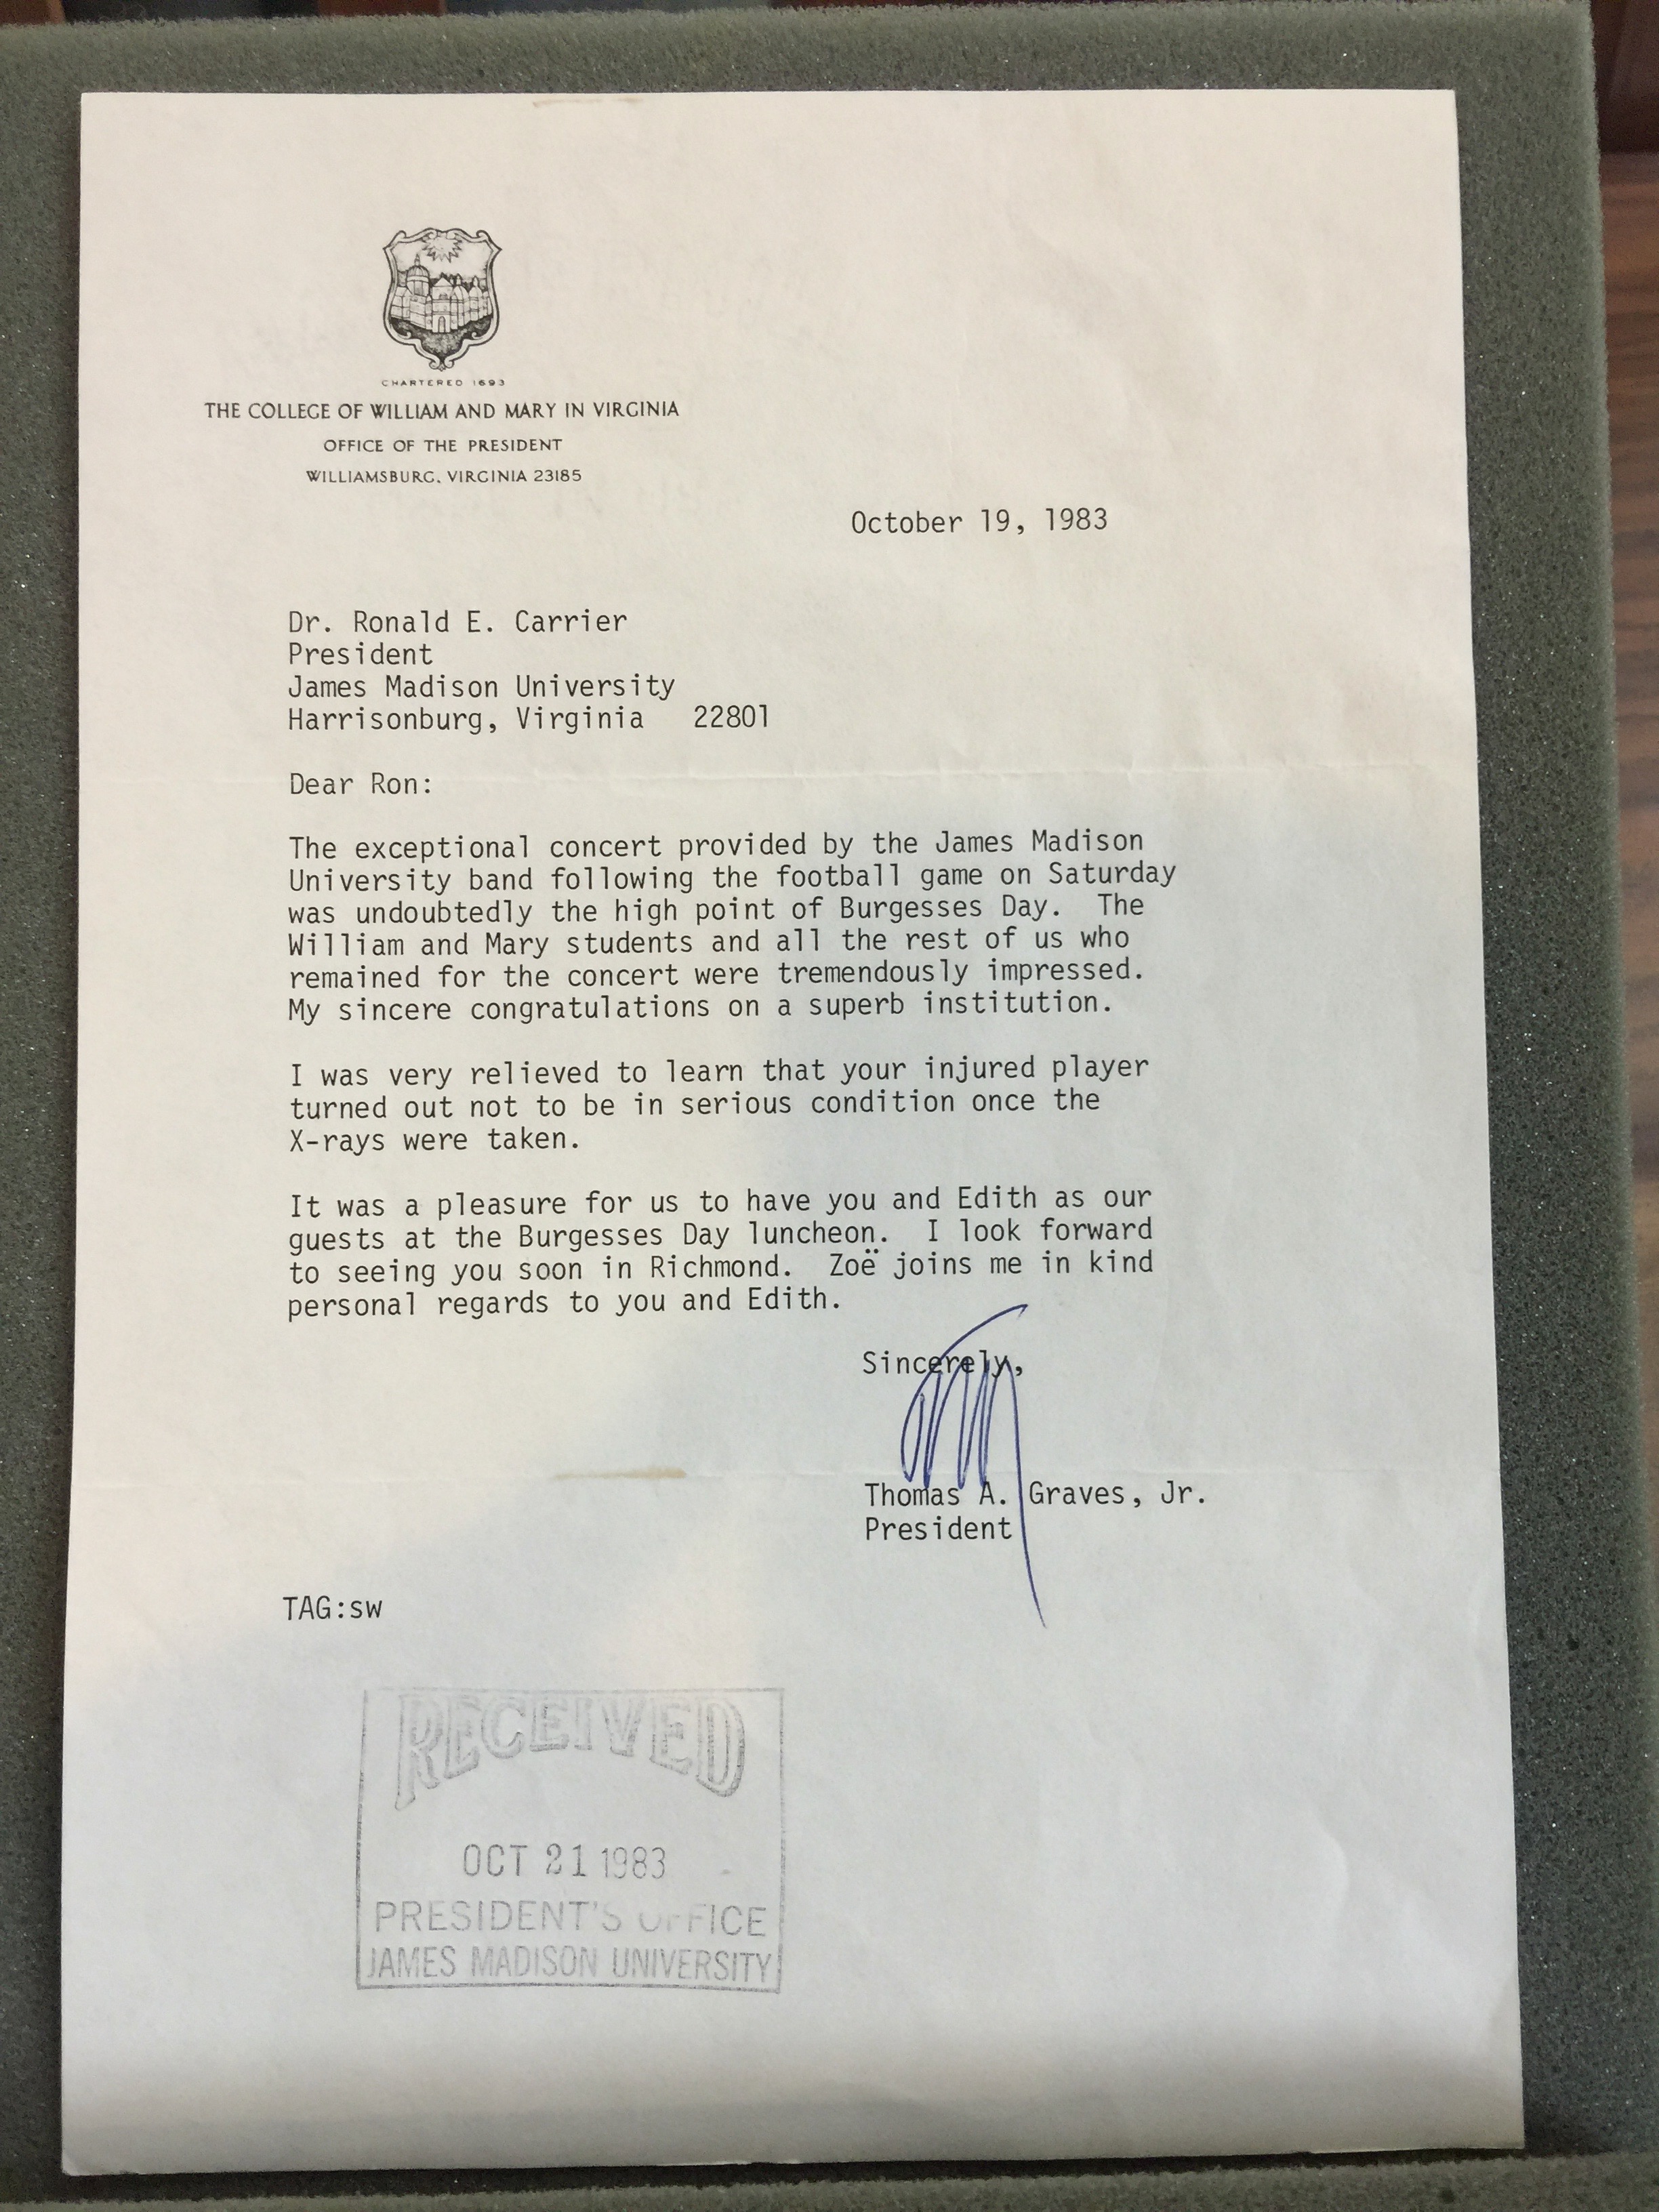 CHARTERED 1693
THE COLLEGE OF WILLIAM AND MARY IN VIRGINIA
OFFICE OF THE PRESIDENT
WILLIAMSBURG, VIRGINIA 23185
October 19, 1983
Dr. Ronald E. Carrier
President
James Madison University
Harrisonburg, Virginia 22801
Dear Ron:
The exceptional concert provided by the James Madison
University band following the football game on Saturday
was undoubtedly the high point of Burgesses Day. The
William and Mary students and all the rest of us who
remained for the concert were tremendously impressed.
My sincere congratulations on a superb institution.
I was very relieved to learn that your injured player
turned out not to be in serious condition once the
X-rays were taken.
It was a pleasure for us to have you and Edith as our
guests at the Burgesses Day luncheon. I look forward
to seeing you soon in Richmond. Zoë joins me in kind
personal regards to you and Edith.
Sincerely,
Thomas A. Graves, Jr.
President
TAG:sw
RECEIVED
OCT 21 1983
PRESIDENT'S OFFICE
JAMES MADISON UNIVERSITY